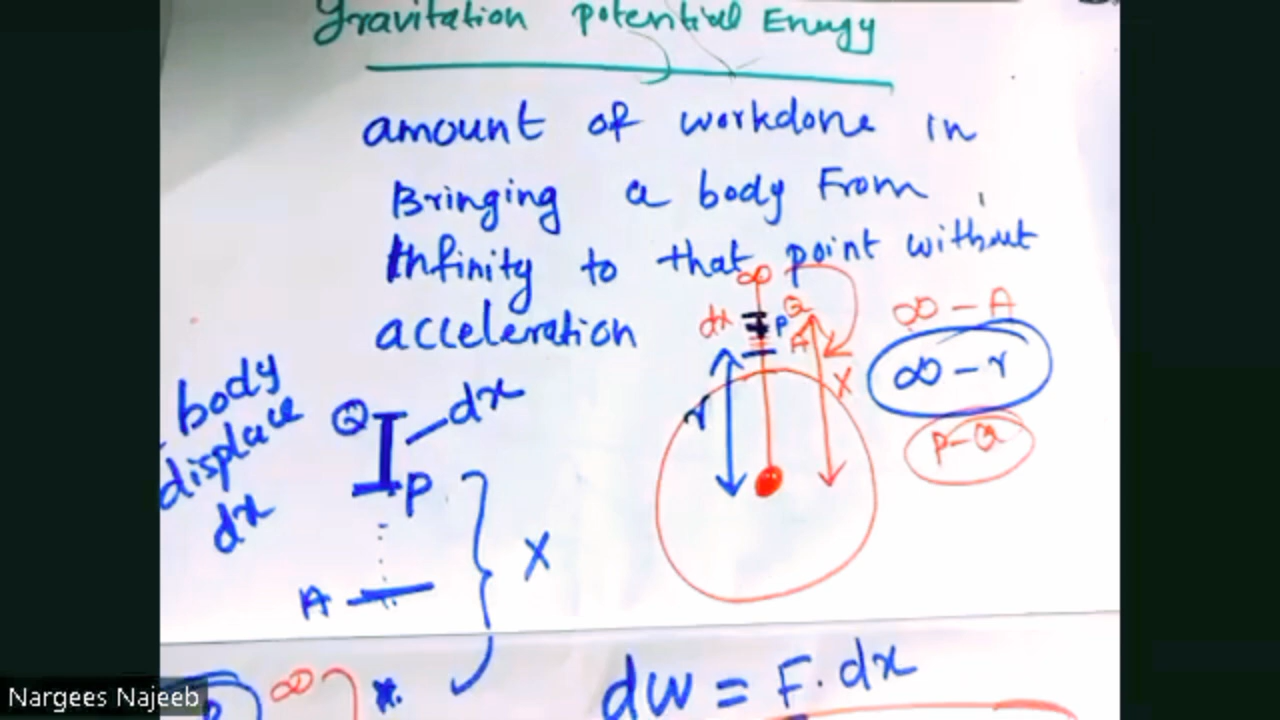 Gravitation potential Energy
amount of workdone in
Bringing a body From
Infinity to that point without
acceleration
∞
dx
Q
P
A
∞ - A
∞ - r
P - Q
r
X
body
displace
dx
Q
dx
P
A
X
∞
dw = F. dx
Nargees Najeeb